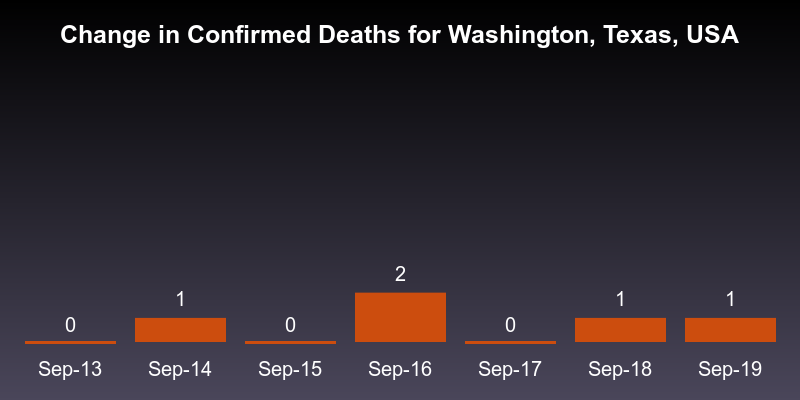 Change in Confirmed Deaths for Washington, Texas, USA
2
1 1 1
0 0 0
Sep-13 Sep-14 Sep-15 Sep-16 Sep-17 Sep-18 Sep-19